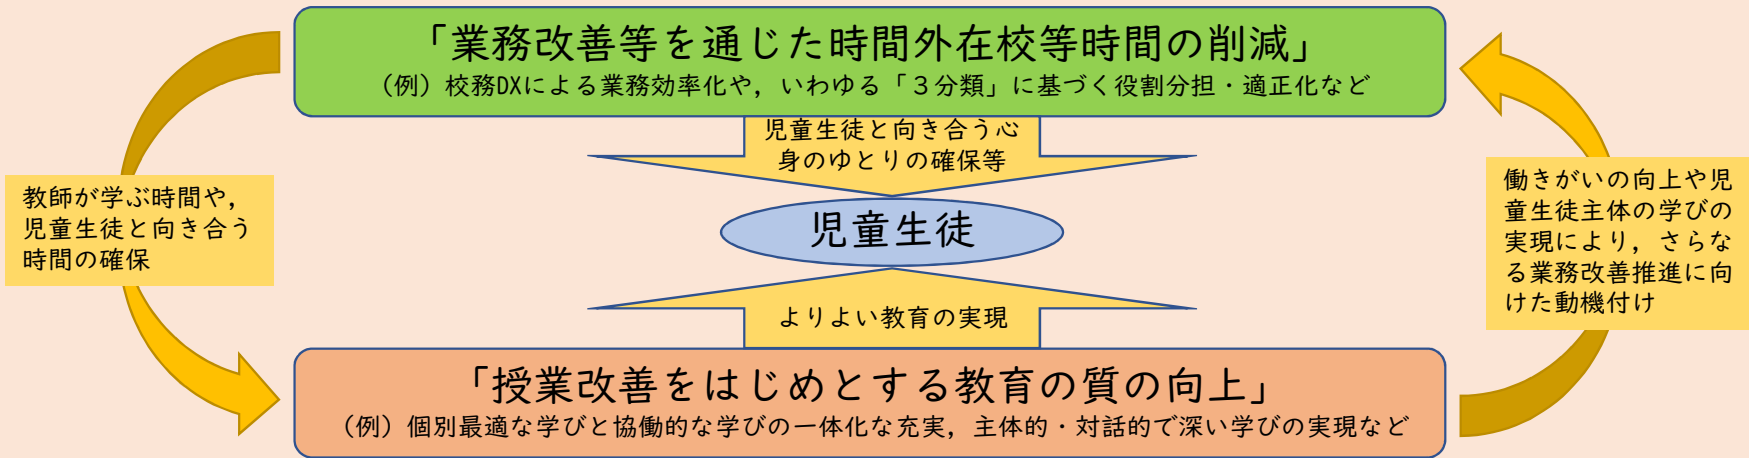 「業務改善等を通じた時間外在校等時間の削減」
(例)校務DXによる業務効率化や,いわゆる「3分類」に基づく役割分担・適正化など
児童生徒と向き合う心
身のゆとりの確保等
教師が学ぶ時間や,
児童生徒と向き合う
時間の確保
児童生徒
働きがいの向上や児
童生徒主体の学びの
実現により,さらな
る業務改善推進に向
けた動機付け
よりよい教育の実現
「授業改善をはじめとする教育の質の向上」
(例)個別最適な学びと協働的な学びの一体化な充実,主体的・対話的で深い学びの実現など